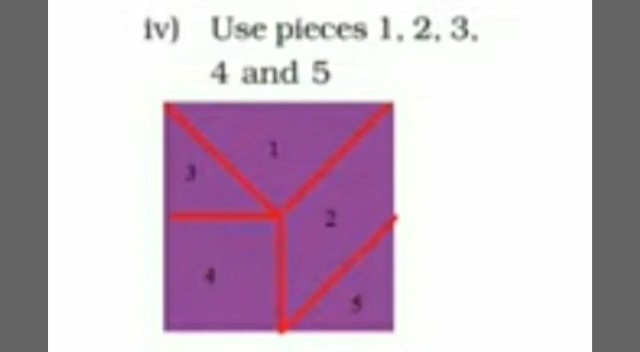 iv) Use pieces 1, 2, 3,
4 and 5
1
3
2
4
5